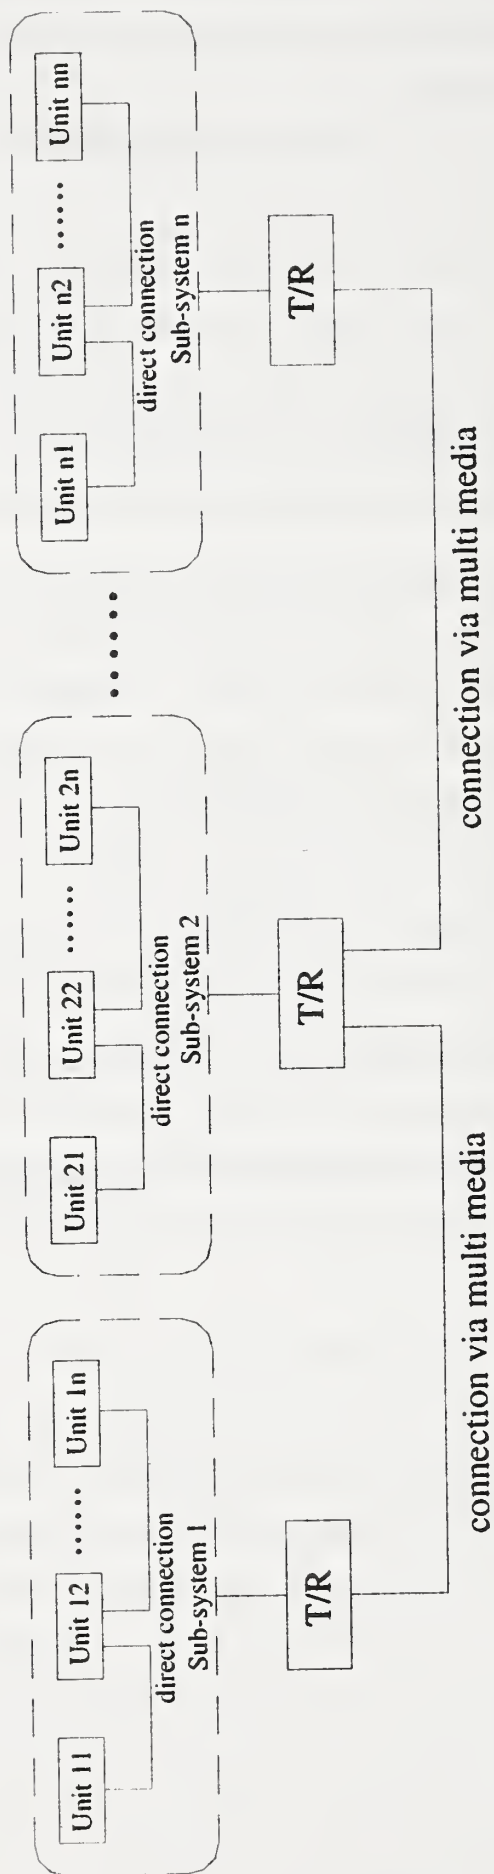 Unit 11
Unit 12
......
Unit 1n
direct connection
Sub-system 1
T/R
Unit 21
Unit 22
......
Unit 2n
direct connection
Sub-system 2
T/R
......
Unit n1
Unit n2
......
Unit nn
direct connection
Sub-system n
T/R
connection via multi media
connection via multi media